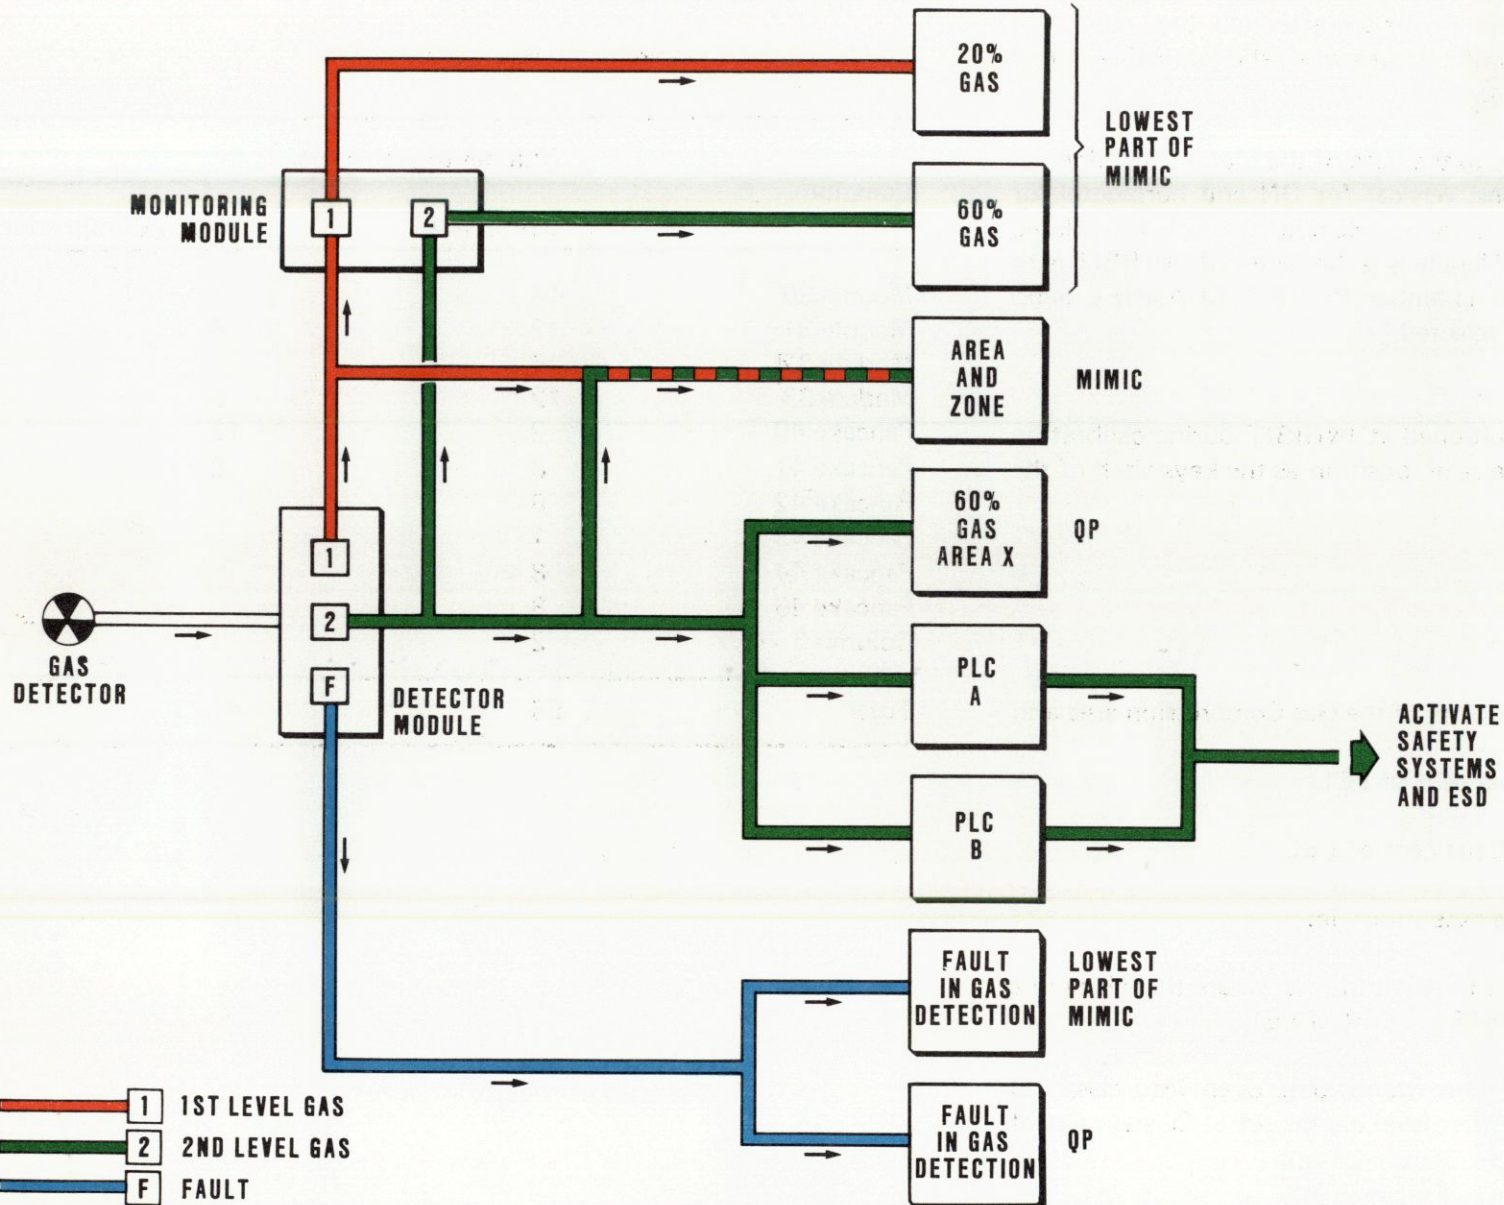 20%
GAS
LOWEST
PART OF
MIMIC
MONITORING
MODULE
1
2
60%
GAS
AREA
AND
ZONE
MIMIC
60%
GAS
AREA X
QP
1
2
F
GAS
DETECTOR
DETECTOR
MODULE
PLC
A
PLC
B
ACTIVATE
SAFETY
SYSTEMS
AND ESD
FAULT
IN GAS
DETECTION
LOWEST
PART OF
MIMIC
FAULT
IN GAS
DETECTION
QP
1 1ST LEVEL GAS
2 2ND LEVEL GAS
F FAULT